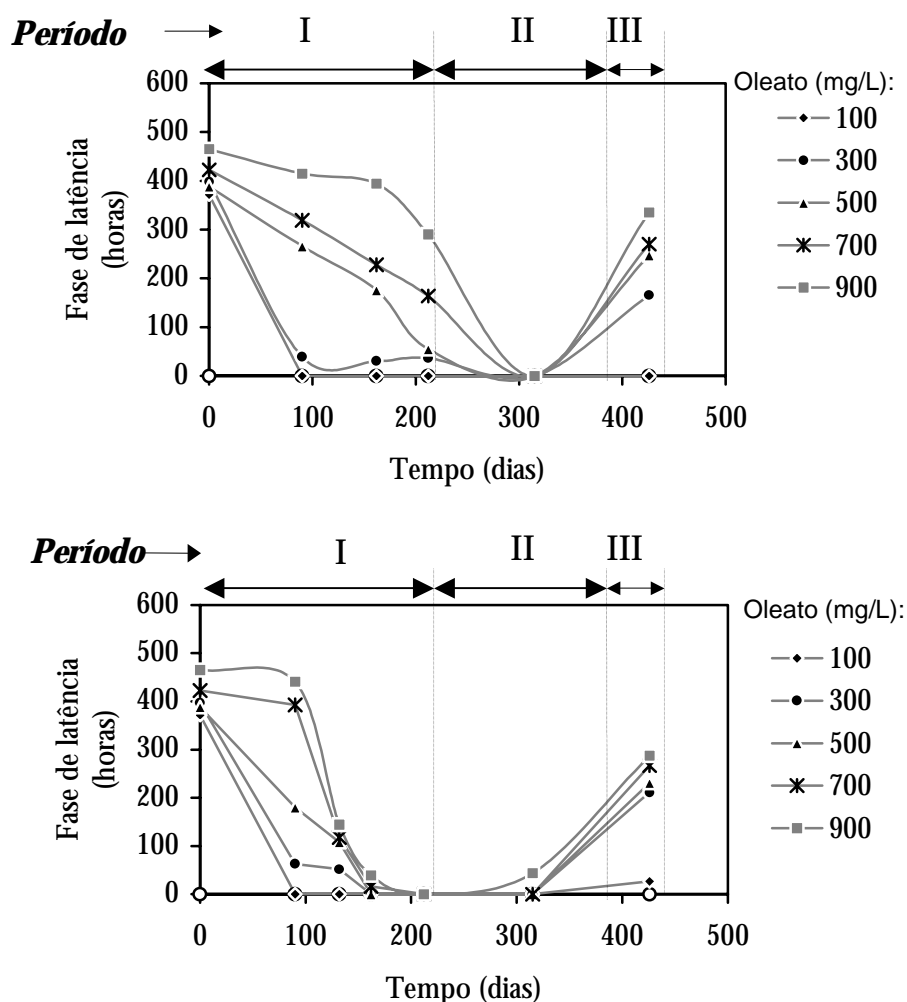 Período I II III
600
500
400
300
200
100
0
Fase de latência
(horas)
0 100 200 300 400 500
Tempo (dias)
Oleato (mg/L):
100
300
500
700
900
Período I II III
600
500
400
300
200
100
0
Fase de latência
(horas)
0 100 200 300 400 500
Tempo (dias)
Oleato (mg/L):
100
300
500
700
900